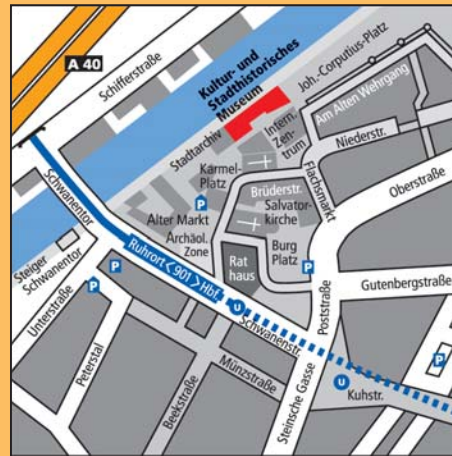 A 40
Schifferstraße
Kultur- und
Stadthistorisches
Museum
Joh.-Corputius-Platz
Am Alten Wehrgang
Stadtarchiv
Intern.
Zen-
trum
Niederstr.
Karmel-
Platz
Flachsmarkt
Oberstraße
Schwanentor
P
Brüderstr.
Salvator-
kirche
Alter Markt
Archäol.
Zone
Steiger
Schwanentor
Ruhrort <901> Hbf.
Rat
haus
Burg
Platz
P
P
P
Gutenbergstraße
Unterstraße
U
Schwanenstr.
Poststraße
Peterstal
Münzstraße
P
Beekstraße
Steinsche Gasse
U
Kuhstr.